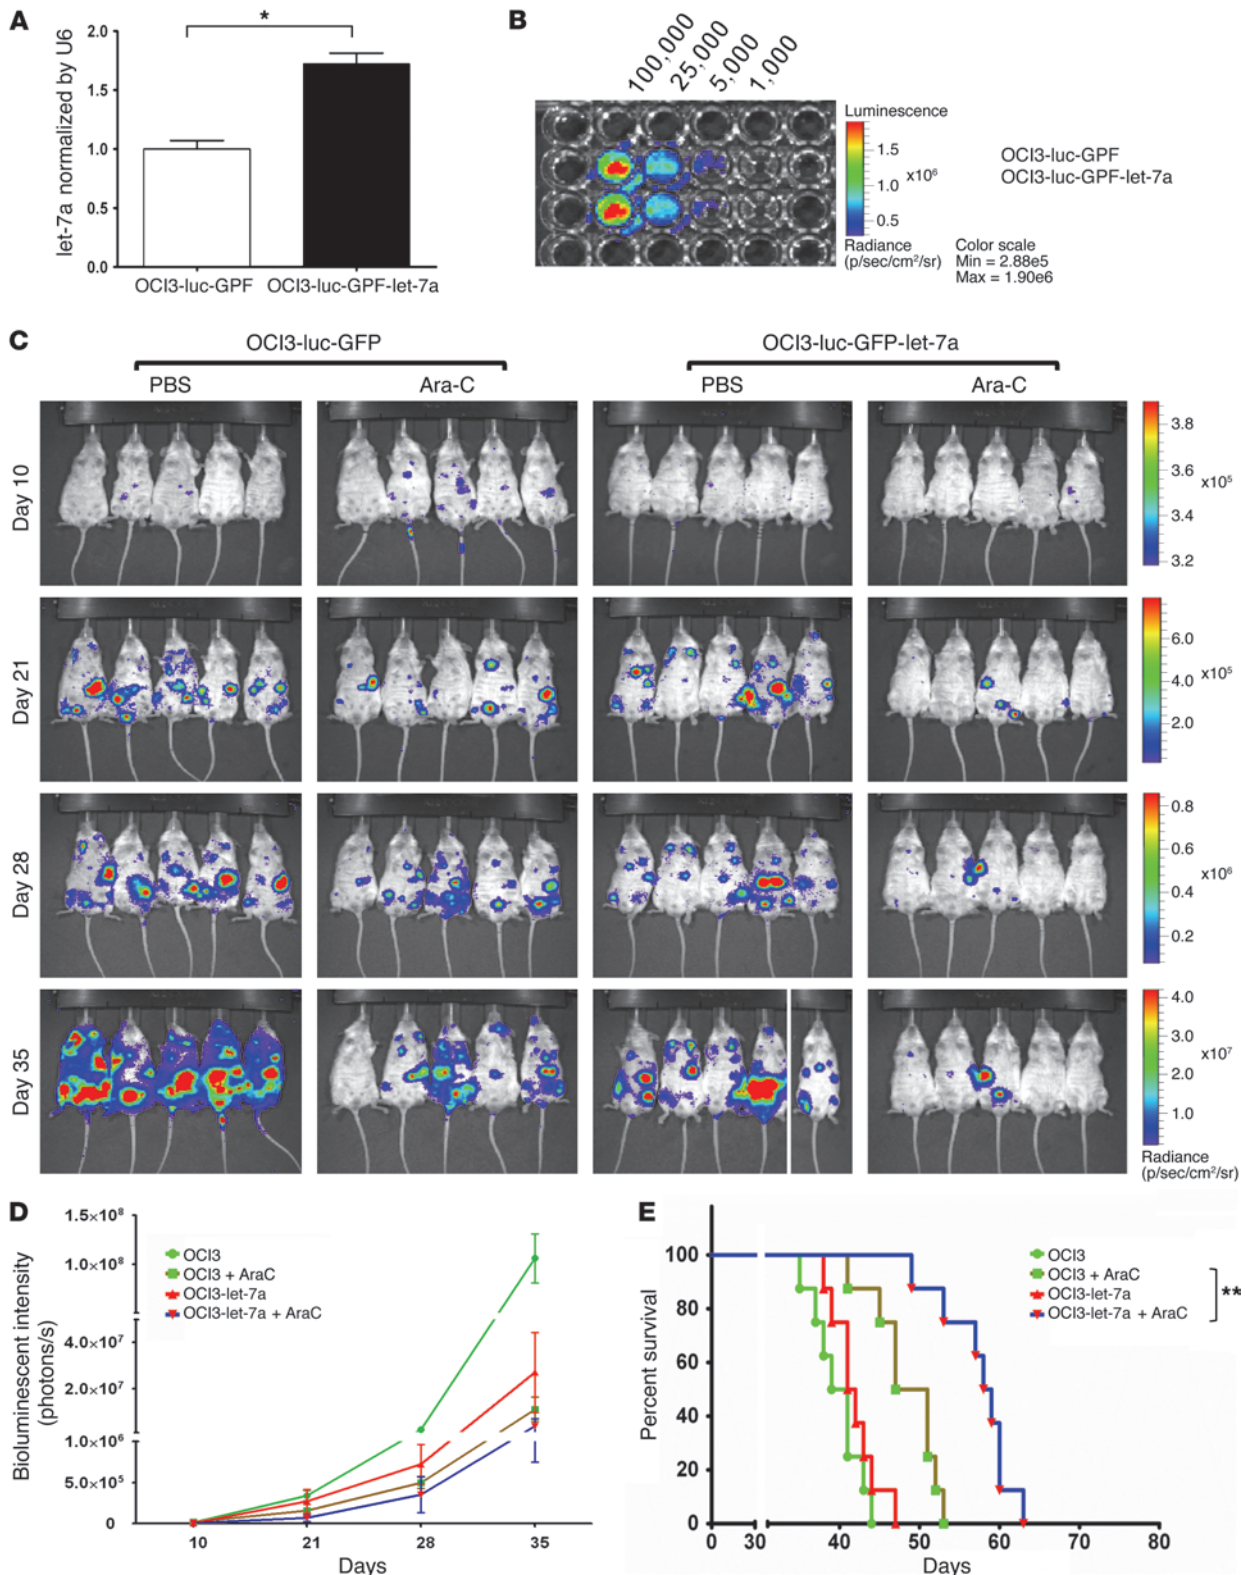 A
let-7a normalized by U6
2.0
1.5
1.0
0.5
0.0
*
OCI3-luc-GPF OCI3-luc-GPF-let-7a
B
100,000 25,000 5,000 1,000
Luminescence
1.5
1.0
0.5
x10⁶
Radiance
(p/sec/cm²/sr)
Color scale
Min = 2.88e5
Max = 1.90e6
OCI3-luc-GPF
OCI3-luc-GPF-let-7a
C
OCI3-luc-GFP OCI3-luc-GFP-let-7a
PBS Ara-C PBS Ara-C
Day 10
3.8
3.6
3.4
3.2
x10⁵
Day 21
6.0
4.0
2.0
x10⁵
Day 28
0.8
0.6
0.4
0.2
x10⁶
Day 35
4.0
3.0
2.0
1.0
x10⁷
Radiance
(p/sec/cm²/sr)
D
Bioluminescent intensity
(photons/s)
1.5×10⁸
1.0×10⁸
4.0×10⁷
2.0×10⁷
1.0×10⁶
5.0×10⁵
0
OCI3
OCI3 + AraC
OCI3-let-7a
OCI3-let-7a + AraC
10 21 28 35
Days
E
Percent survival
100
80
60
40
20
0
OCI3
OCI3 + AraC
OCI3-let-7a
OCI3-let-7a + AraC
**
0 30 40 50 60 70 80
Days